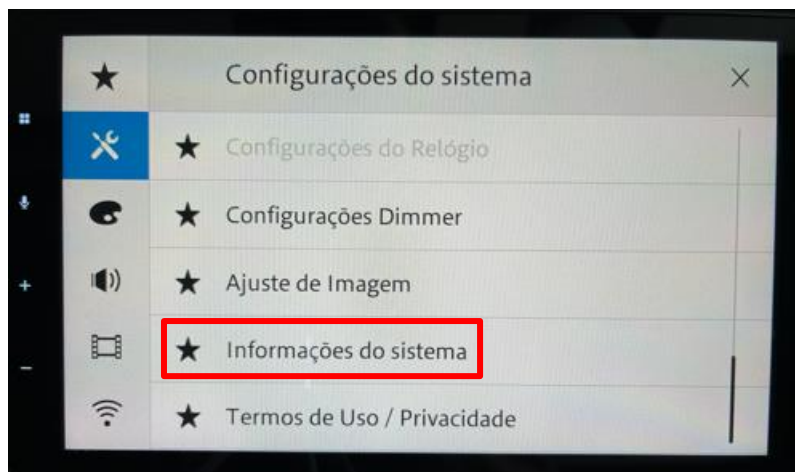 Configurações do sistema
Configurações do Relógio
Configurações Dimmer
Ajuste de Imagem
Informações do sistema
Termos de Uso / Privacidade